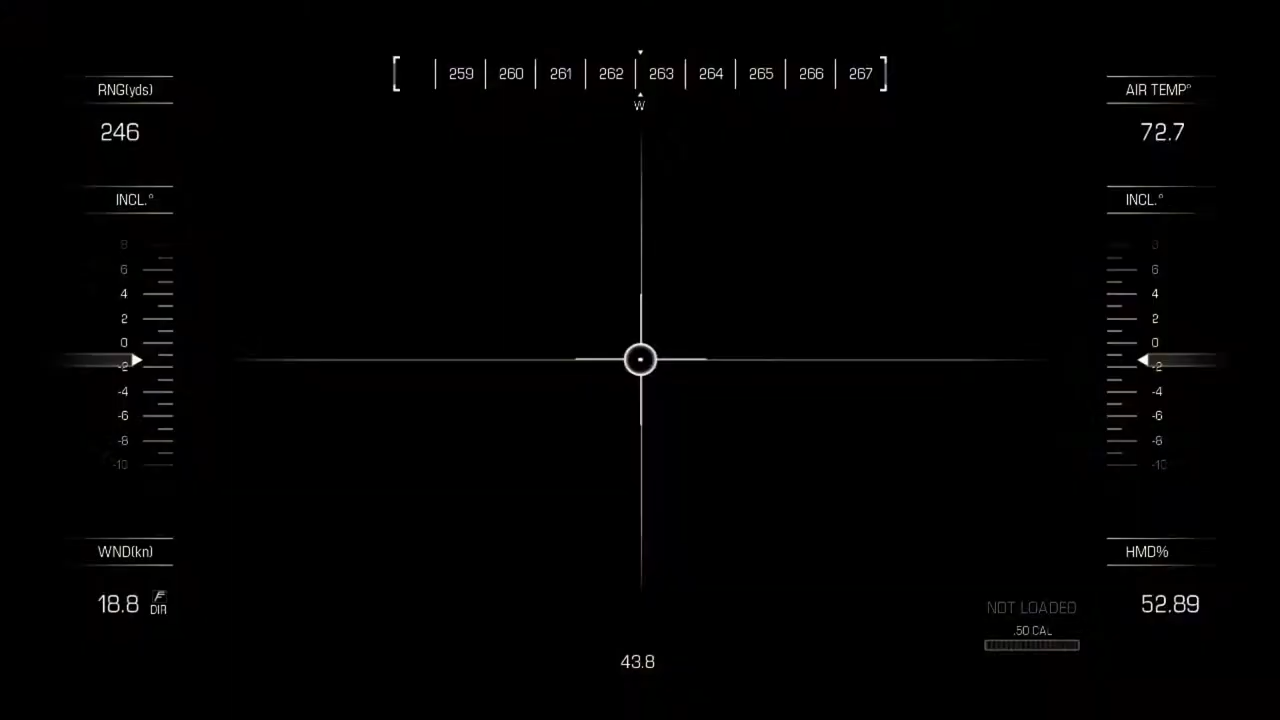 259 260 261 262 263 264 265 266 267
W
RNG(yds)
246
INCL.°
8
6
4
2
0
-2
-4
-6
-8
-10
WND(kn)
18.8 DIR
AIR TEMP°
72.7
INCL.°
8
6
4
2
0
-2
-4
-6
-8
-10
HMD%
52.89
NOT LOADED
.50 CAL
43.8